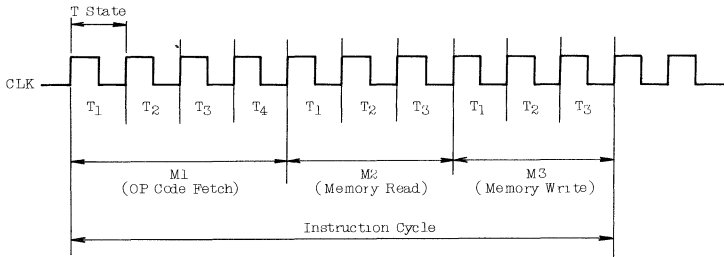 T State
CLK
T1 T2 T3 T4 T1 T2 T3 T1 T2 T3
M1 M2 M3
(OP Code Fetch) (Memory Read) (Memory Write)
Instruction Cycle